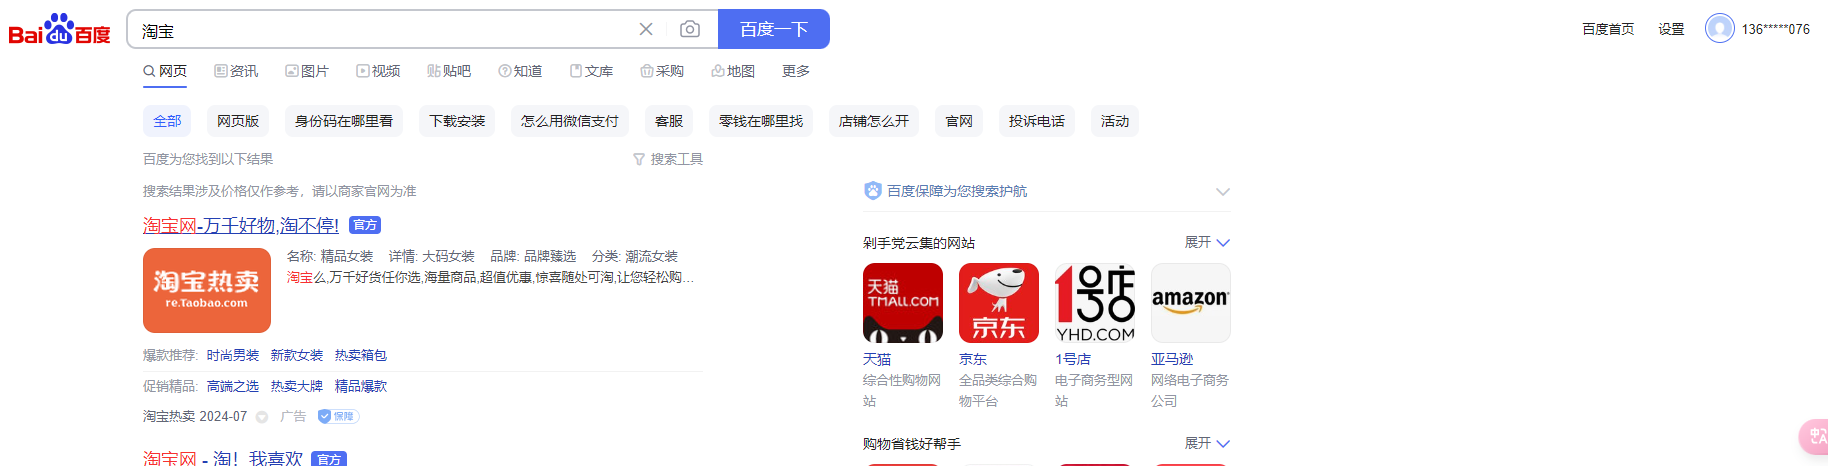 Bai du 百度
淘宝
百度一下
百度首页 设置 136*****076
网页 资讯 图片 视频 贴吧 知道 文库 采购 地图 更多
全部 网页版 身份码在哪里看 下载安装 怎么用微信支付 客服 零钱在哪里找 店铺怎么开 官网 投诉电话 活动
百度为您找到以下结果 搜索工具
搜索结果涉及价格仅作参考，请以商家官网为准
淘宝网-万千好物,淘不停! 官方
淘宝热卖
re.Taobao.com
名称: 精品女装 详情: 大码女装 品牌: 品牌臻选 分类: 潮流女装
淘宝么,万千好货任你选,海量商品,超值优惠,惊喜随处可淘,让您轻松购…
爆款推荐: 时尚男装 新款女装 热卖箱包
促销精品: 高端之选 热卖大牌 精品爆款
淘宝热卖 2024-07 广告 保障
淘宝网 - 淘！我喜欢 官方
百度保障为您搜索护航
剁手党云集的网站 展开
天猫
TMALL.COM
京东
1号店
YHD.COM
amazon
天猫 京东 1号店 亚马逊
综合性购物网 全品类综合购 电子商务型网 网络电子商务
站 物平台 站 公司
购物省钱好帮手 展开
中A